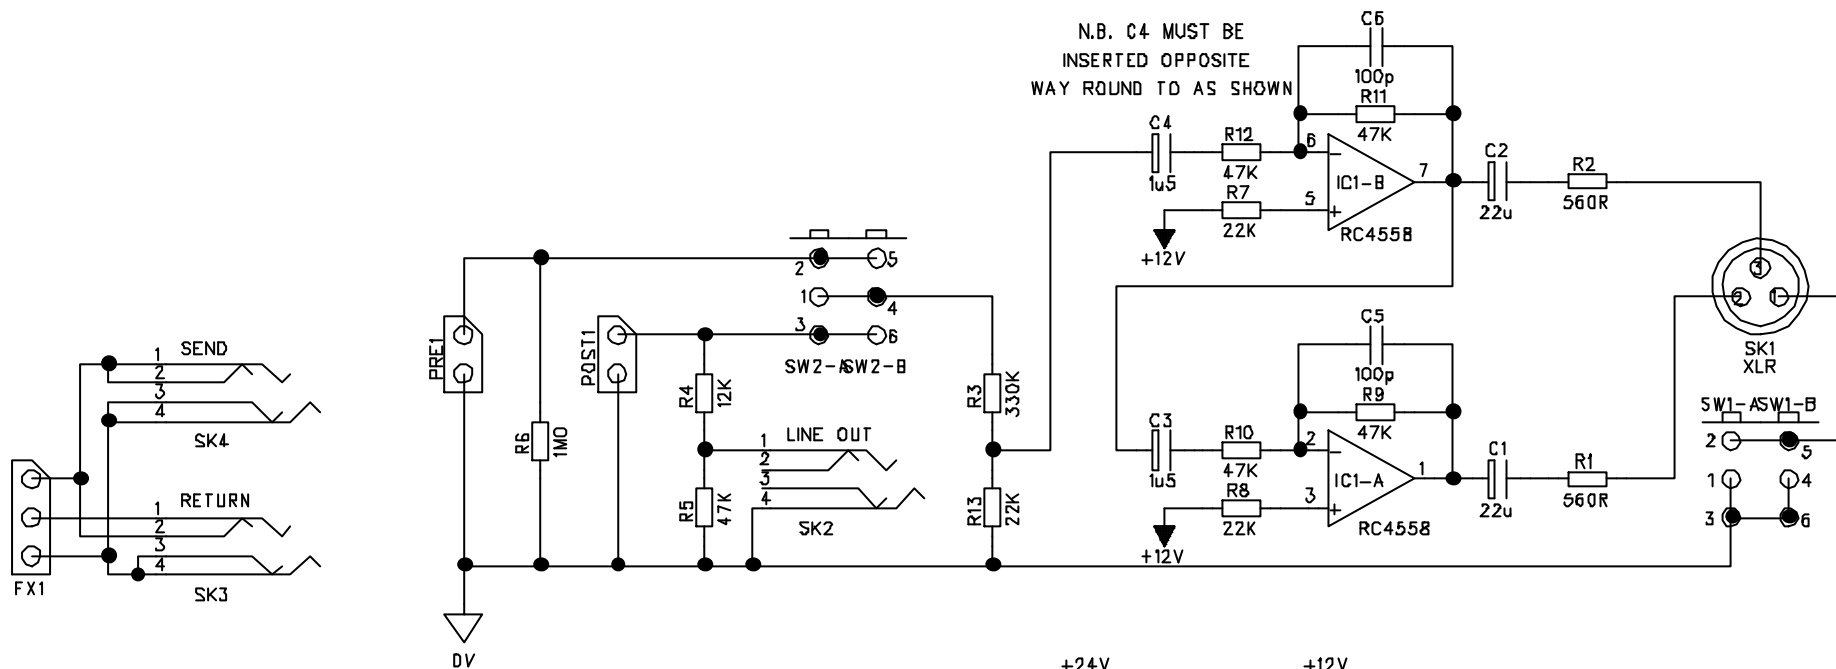 N.B. C4 MUST BE
INSERTED OPPOSITE
WAY ROUND TO AS SHOWN
C6
100p
R11
47K
C4
1u5
R12
47K
6
5
7
IC1-B
RC4558
R7
22K
+12V
C2
22u
R2
560R
3
2
1
SK1
XLR
2
5
1
4
3
6
SW2-A SW2-B
PRE1
POST1
R4
12K
R6
1M0
R5
47K
R3
330K
R13
22K
1
LINE OUT
2
3
4
SK2
1
SEND
2
3
4
SK4
1
RETURN
2
3
4
SK3
FX1
C5
100p
R9
47K
C3
1u5
R10
47K
2
3
1
IC1-A
RC4558
R8
22K
+12V
C1
22u
R1
560R
SW1-A SW1-B
2
5
1
4
3
6
0V
+24V
+12V